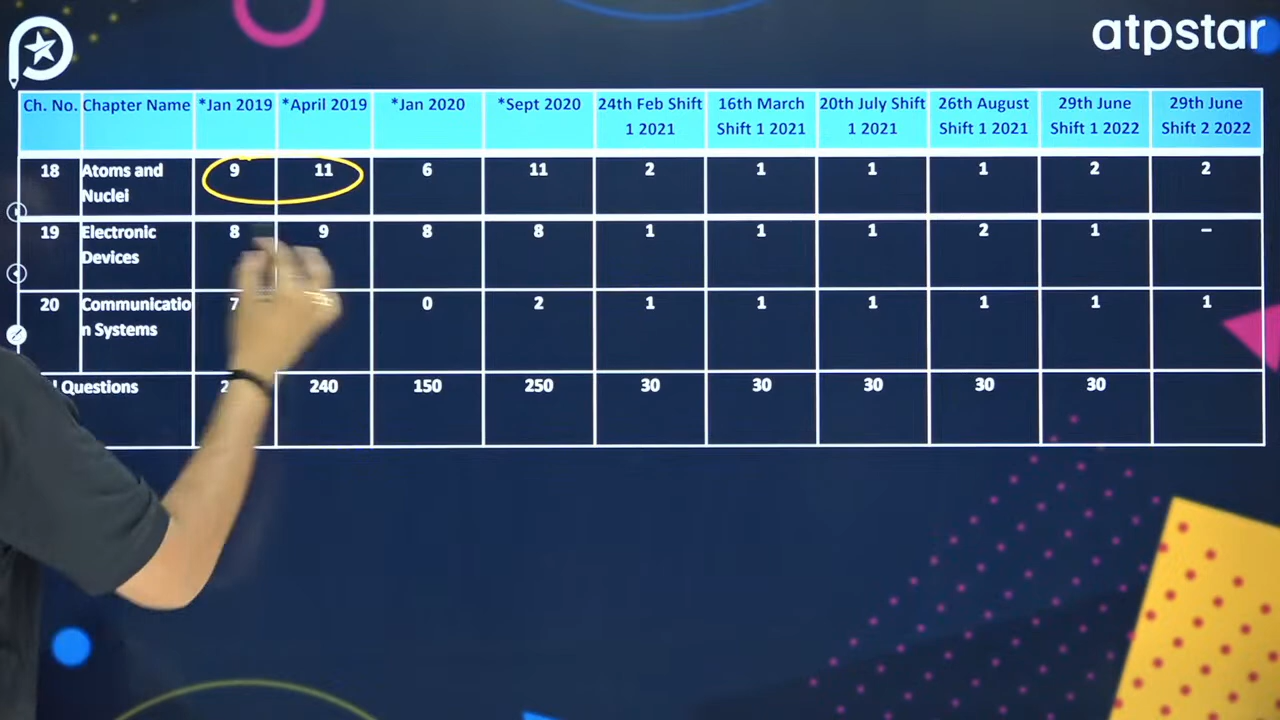 atpstar
Ch. No. Chapter Name *Jan 2019 *April 2019 *Jan 2020 *Sept 2020 24th Feb Shift 1 2021 16th March Shift 1 2021 20th July Shift 1 2021 26th August Shift 1 2021 29th June Shift 1 2022 29th June Shift 2 2022
18 Atoms and Nuclei 9 11 6 11 2 1 1 1 2 2
19 Electronic Devices 8 9 8 8 1 1 1 2 1 –
20 Communicatio n Systems 7 0 2 1 1 1 1 1 1
Questions 240 150 250 30 30 30 30 30